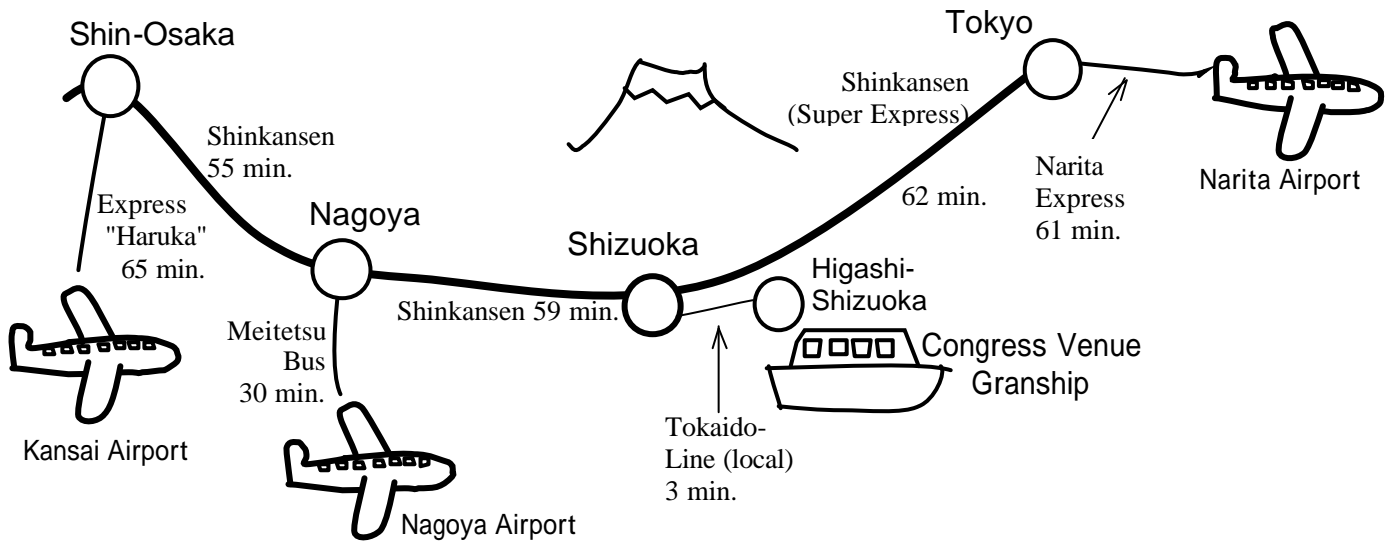 Shin-Osaka
Shinkansen
55 min.
Express
"Haruka"
65 min.
Kansai Airport
Nagoya
Meitetsu
Bus
30 min.
Nagoya Airport
Shinkansen 59 min.
Shizuoka
Tokaido-
Line (local)
3 min.
Higashi-
Shizuoka
Congress Venue
Granship
Shinkansen
(Super Express)
62 min.
Tokyo
Narita
Express
61 min.
Narita Airport